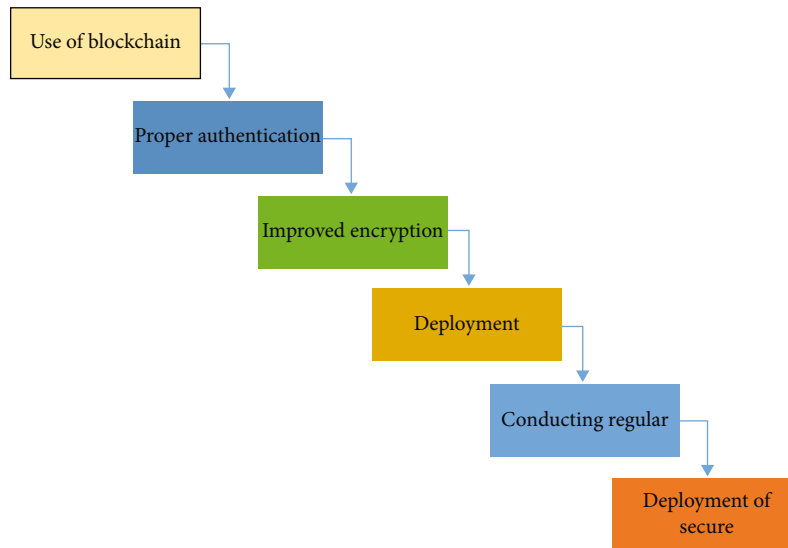 Use of blockchain
Proper authentication
Improved encryption
Deployment
Conducting regular
Deployment of
secure